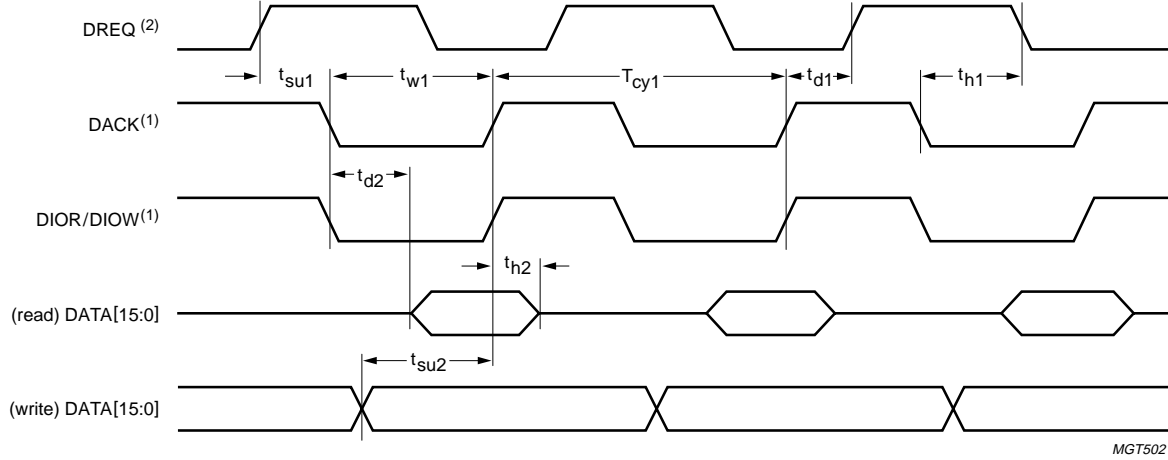 DREQ (2)
tsu1
tw1
Tcy1
td1
th1
DACK(1)
td2
DIOR/DIOW(1)
th2
(read) DATA[15:0]
tsu2
(write) DATA[15:0]
MGT502